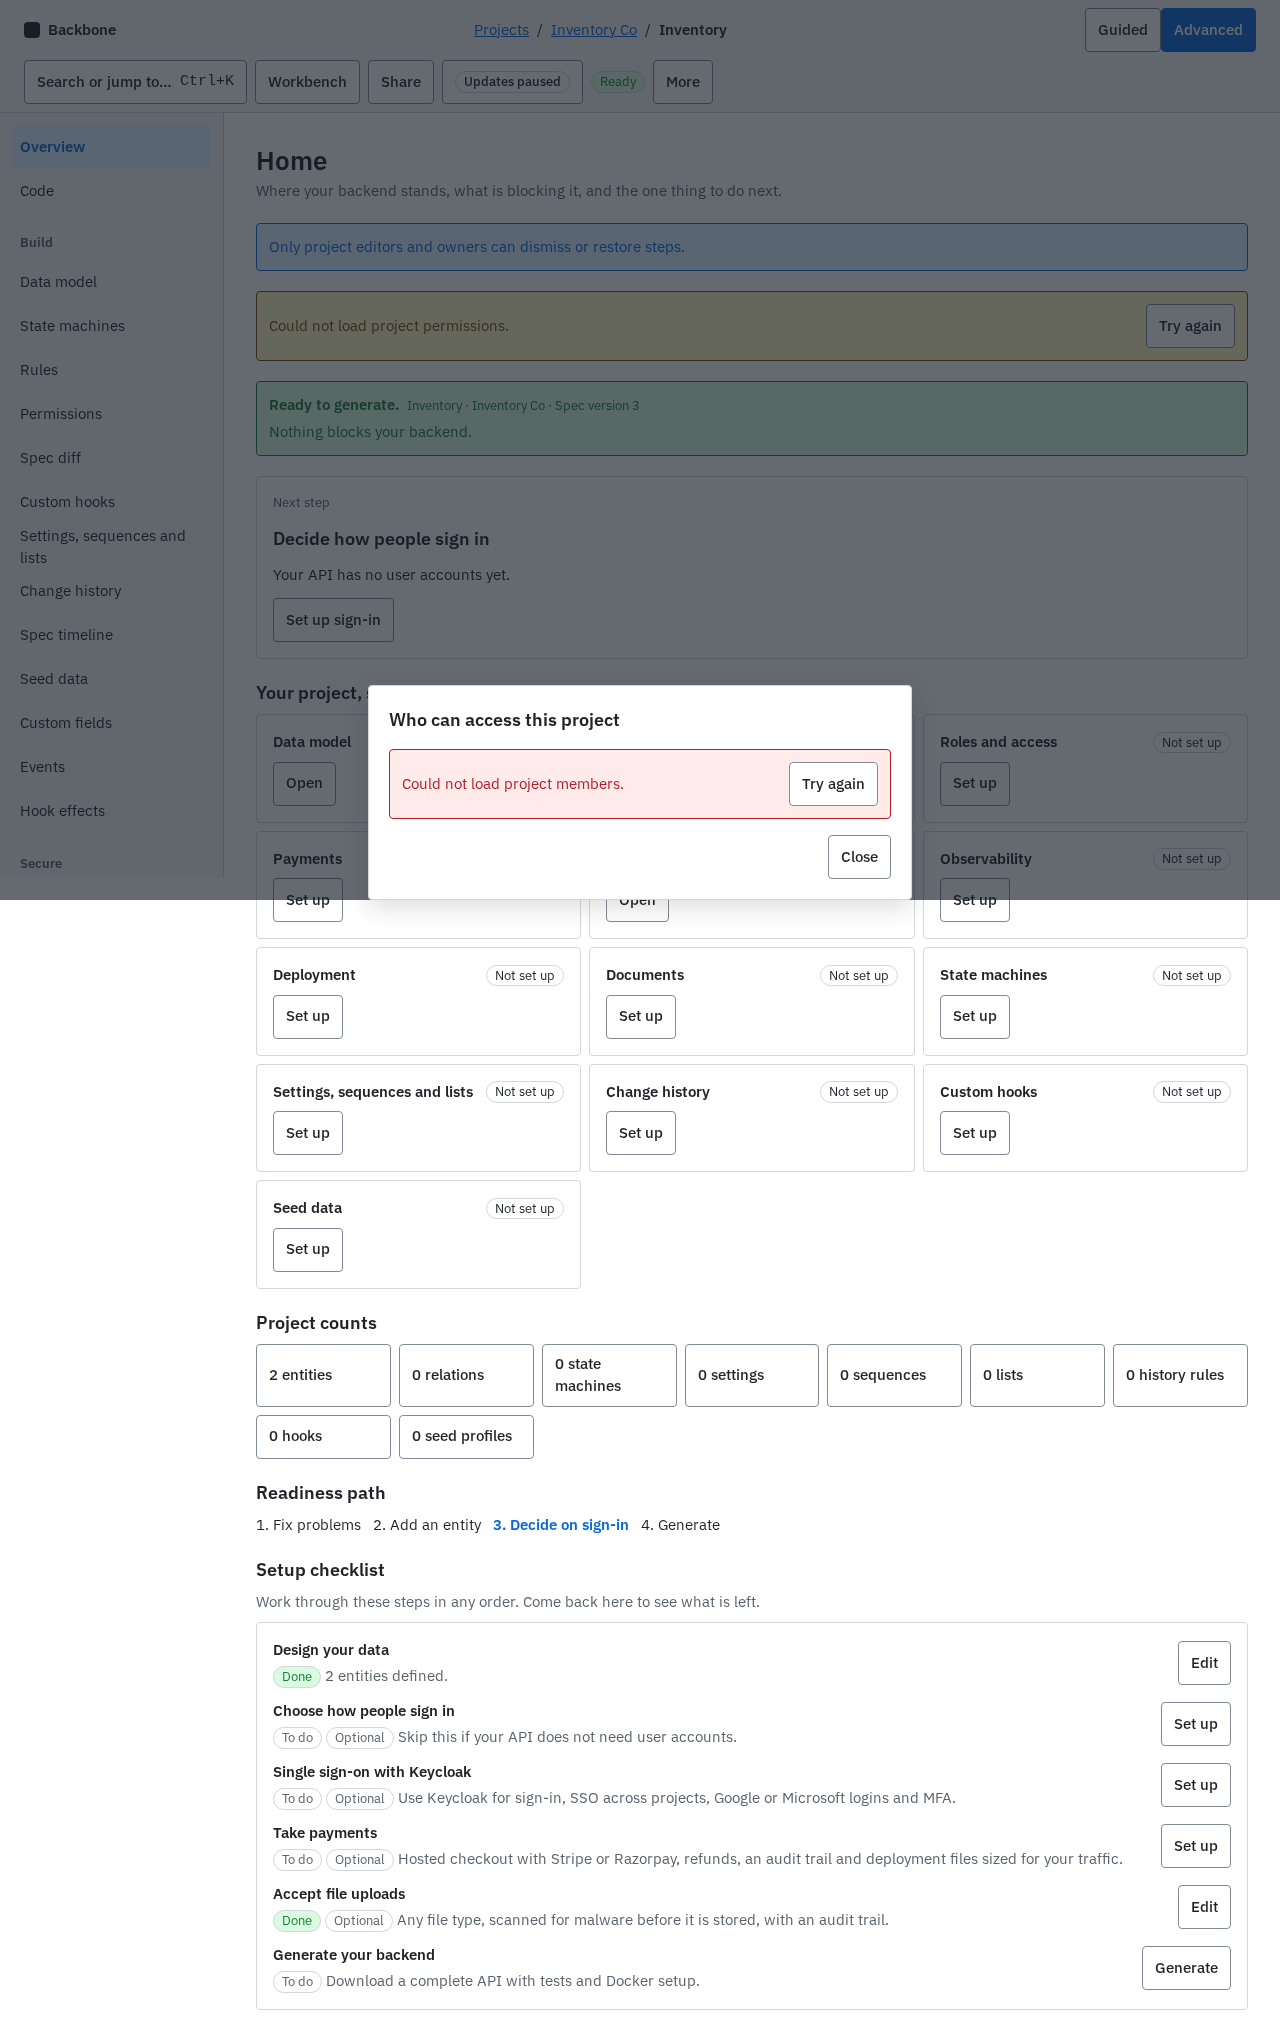 Backbone
Projects / Inventory Co / Inventory
Guided
Advanced
Search or jump to... Ctrl+K
Workbench
Share
Updates paused
Ready
More
Overview
Code
Build
Data model
State machines
Rules
Permissions
Spec diff
Custom hooks
Settings, sequences and
lists
Change history
Spec timeline
Seed data
Custom fields
Events
Hook effects
Secure
Home
Where your backend stands, what is blocking it, and the one thing to do next.
Only project editors and owners can dismiss or restore steps.
Could not load project permissions.
Try again
Ready to generate. Inventory · Inventory Co · Spec version 3
Nothing blocks your backend.
Next step
Decide how people sign in
Your API has no user accounts yet.
Set up sign-in
Your project,
Data model
Open
Roles and access
Not set up
Set up
Who can access this project
Could not load project members.
Try again
Close
Payments
Set up
Open
Observability
Not set up
Set up
Deployment
Not set up
Set up
Documents
Not set up
Set up
State machines
Not set up
Set up
Settings, sequences and lists
Not set up
Set up
Change history
Not set up
Set up
Custom hooks
Not set up
Set up
Seed data
Not set up
Set up
Project counts
2 entities
0 relations
0 state
machines
0 settings
0 sequences
0 lists
0 history rules
0 hooks
0 seed profiles
Readiness path
1. Fix problems 2. Add an entity 3. Decide on sign-in 4. Generate
Setup checklist
Work through these steps in any order. Come back here to see what is left.
Design your data
Done 2 entities defined.
Edit
Choose how people sign in
To do Optional Skip this if your API does not need user accounts.
Set up
Single sign-on with Keycloak
To do Optional Use Keycloak for sign-in, SSO across projects, Google or Microsoft logins and MFA.
Set up
Take payments
To do Optional Hosted checkout with Stripe or Razorpay, refunds, an audit trail and deployment files sized for your traffic.
Set up
Accept file uploads
Done Optional Any file type, scanned for malware before it is stored, with an audit trail.
Edit
Generate your backend
To do Download a complete API with tests and Docker setup.
Generate